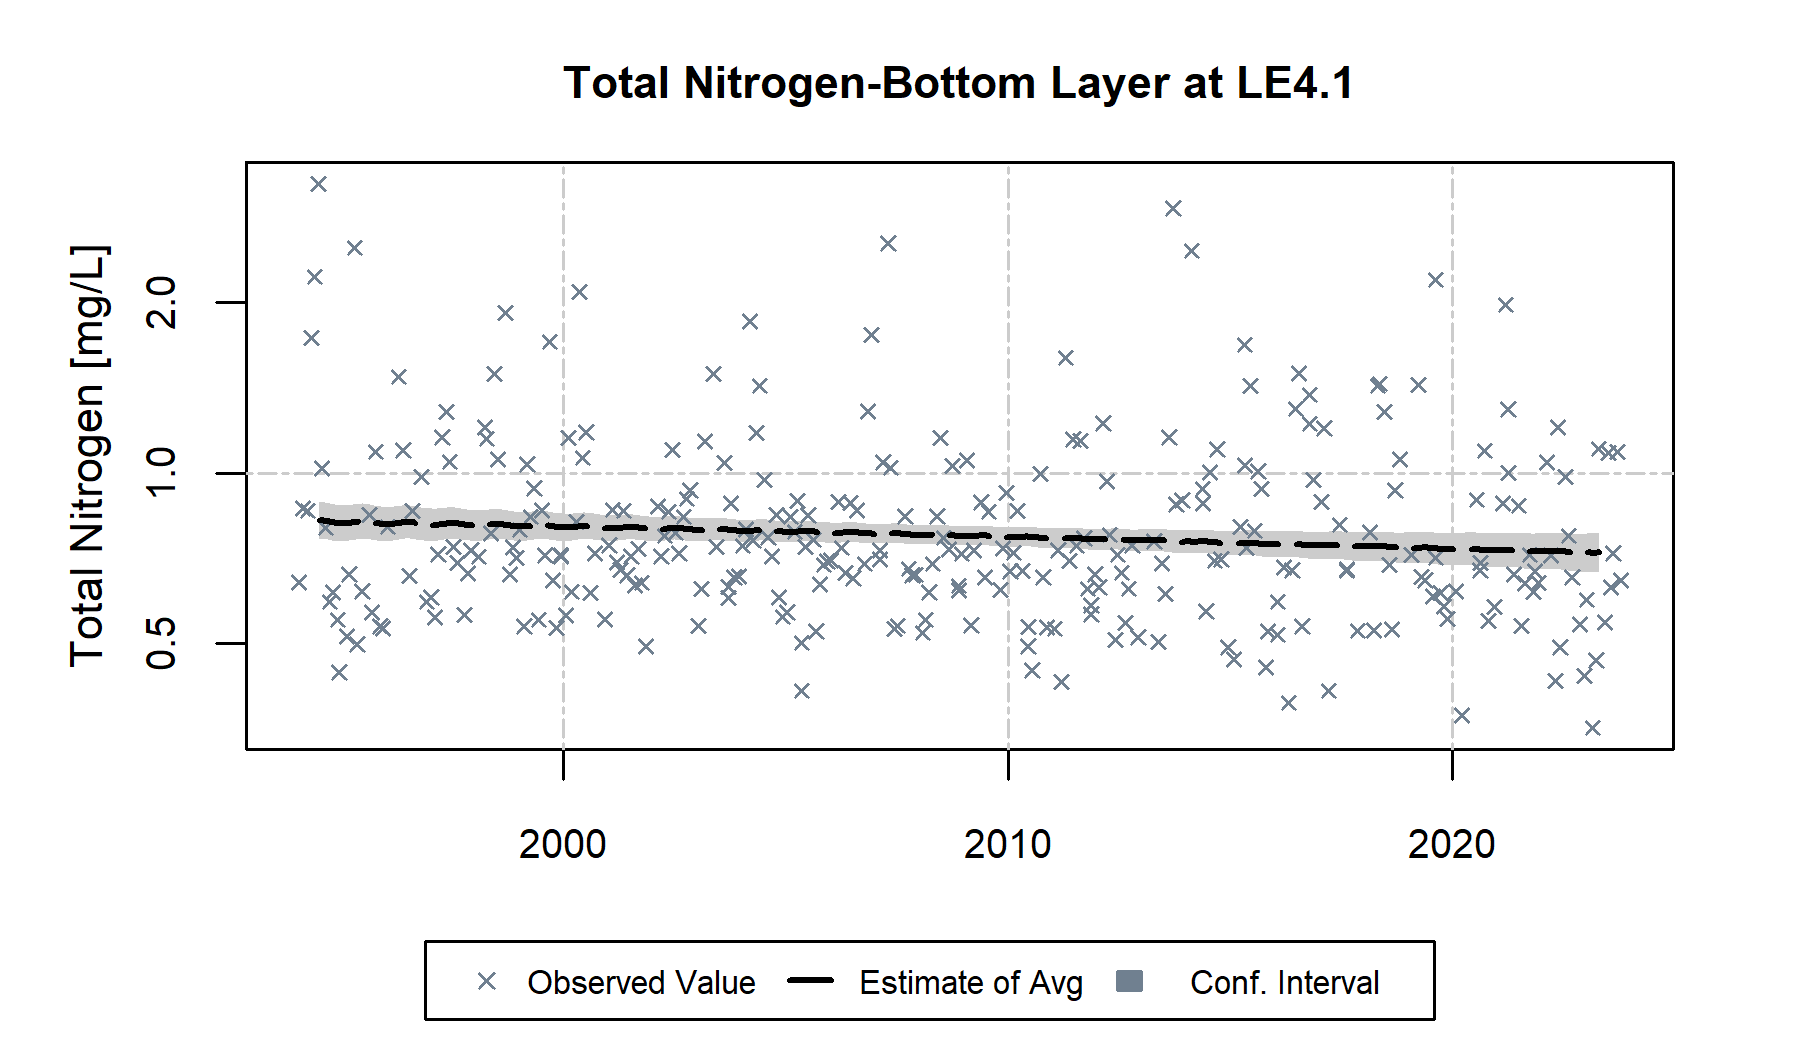 Total Nitrogen-Bottom Layer at LE4.1
Total Nitrogen [mg/L]
2.0
1.0
0.5
2000 2010 2020
Observed Value Estimate of Avg Conf. Interval